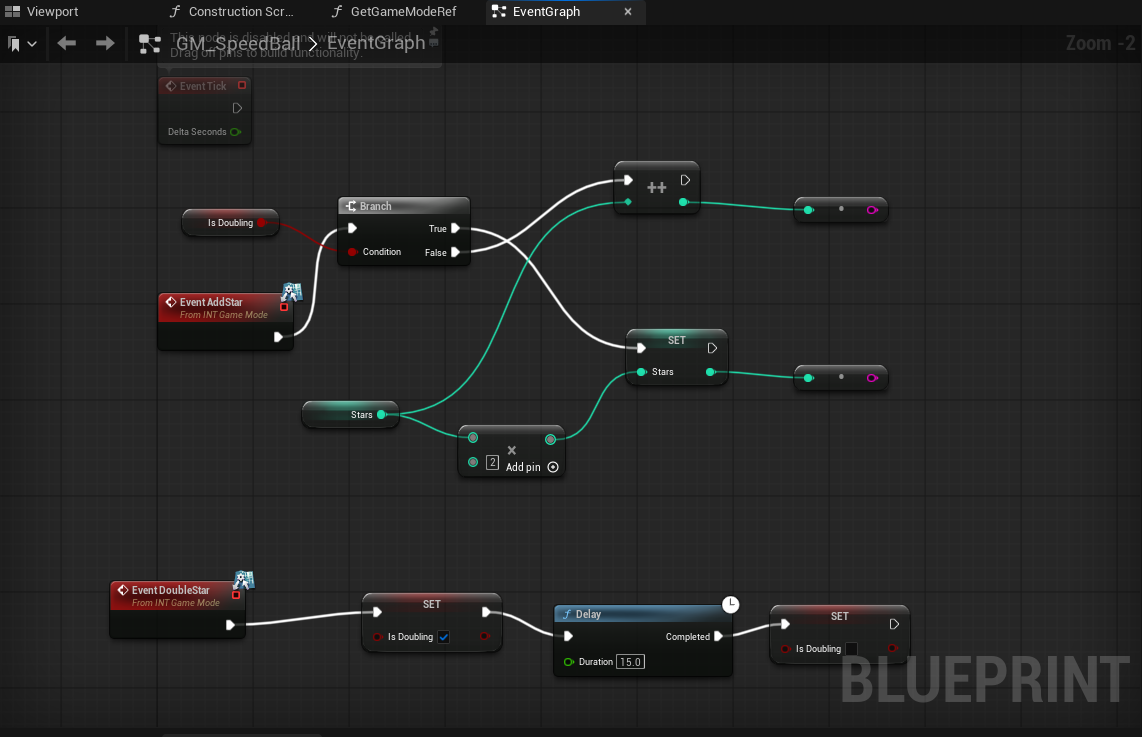 Viewport
Construction Scr...
GetGameModeRef
EventGraph
GM_SpeedBall > EventGraph
Zoom -2
This node is disabled and will not be called.
Drag off pins to build functionality.
Event Tick
Delta Seconds
Is Doubling
Branch
True
Condition
False
Event AddStar
From INT Game Mode
++
SET
Stars
Stars
×
2
Add pin
Event DoubleStar
From INT Game Mode
SET
Is Doubling
Delay
Completed
Duration 15.0
SET
Is Doubling
BLUEPRINT